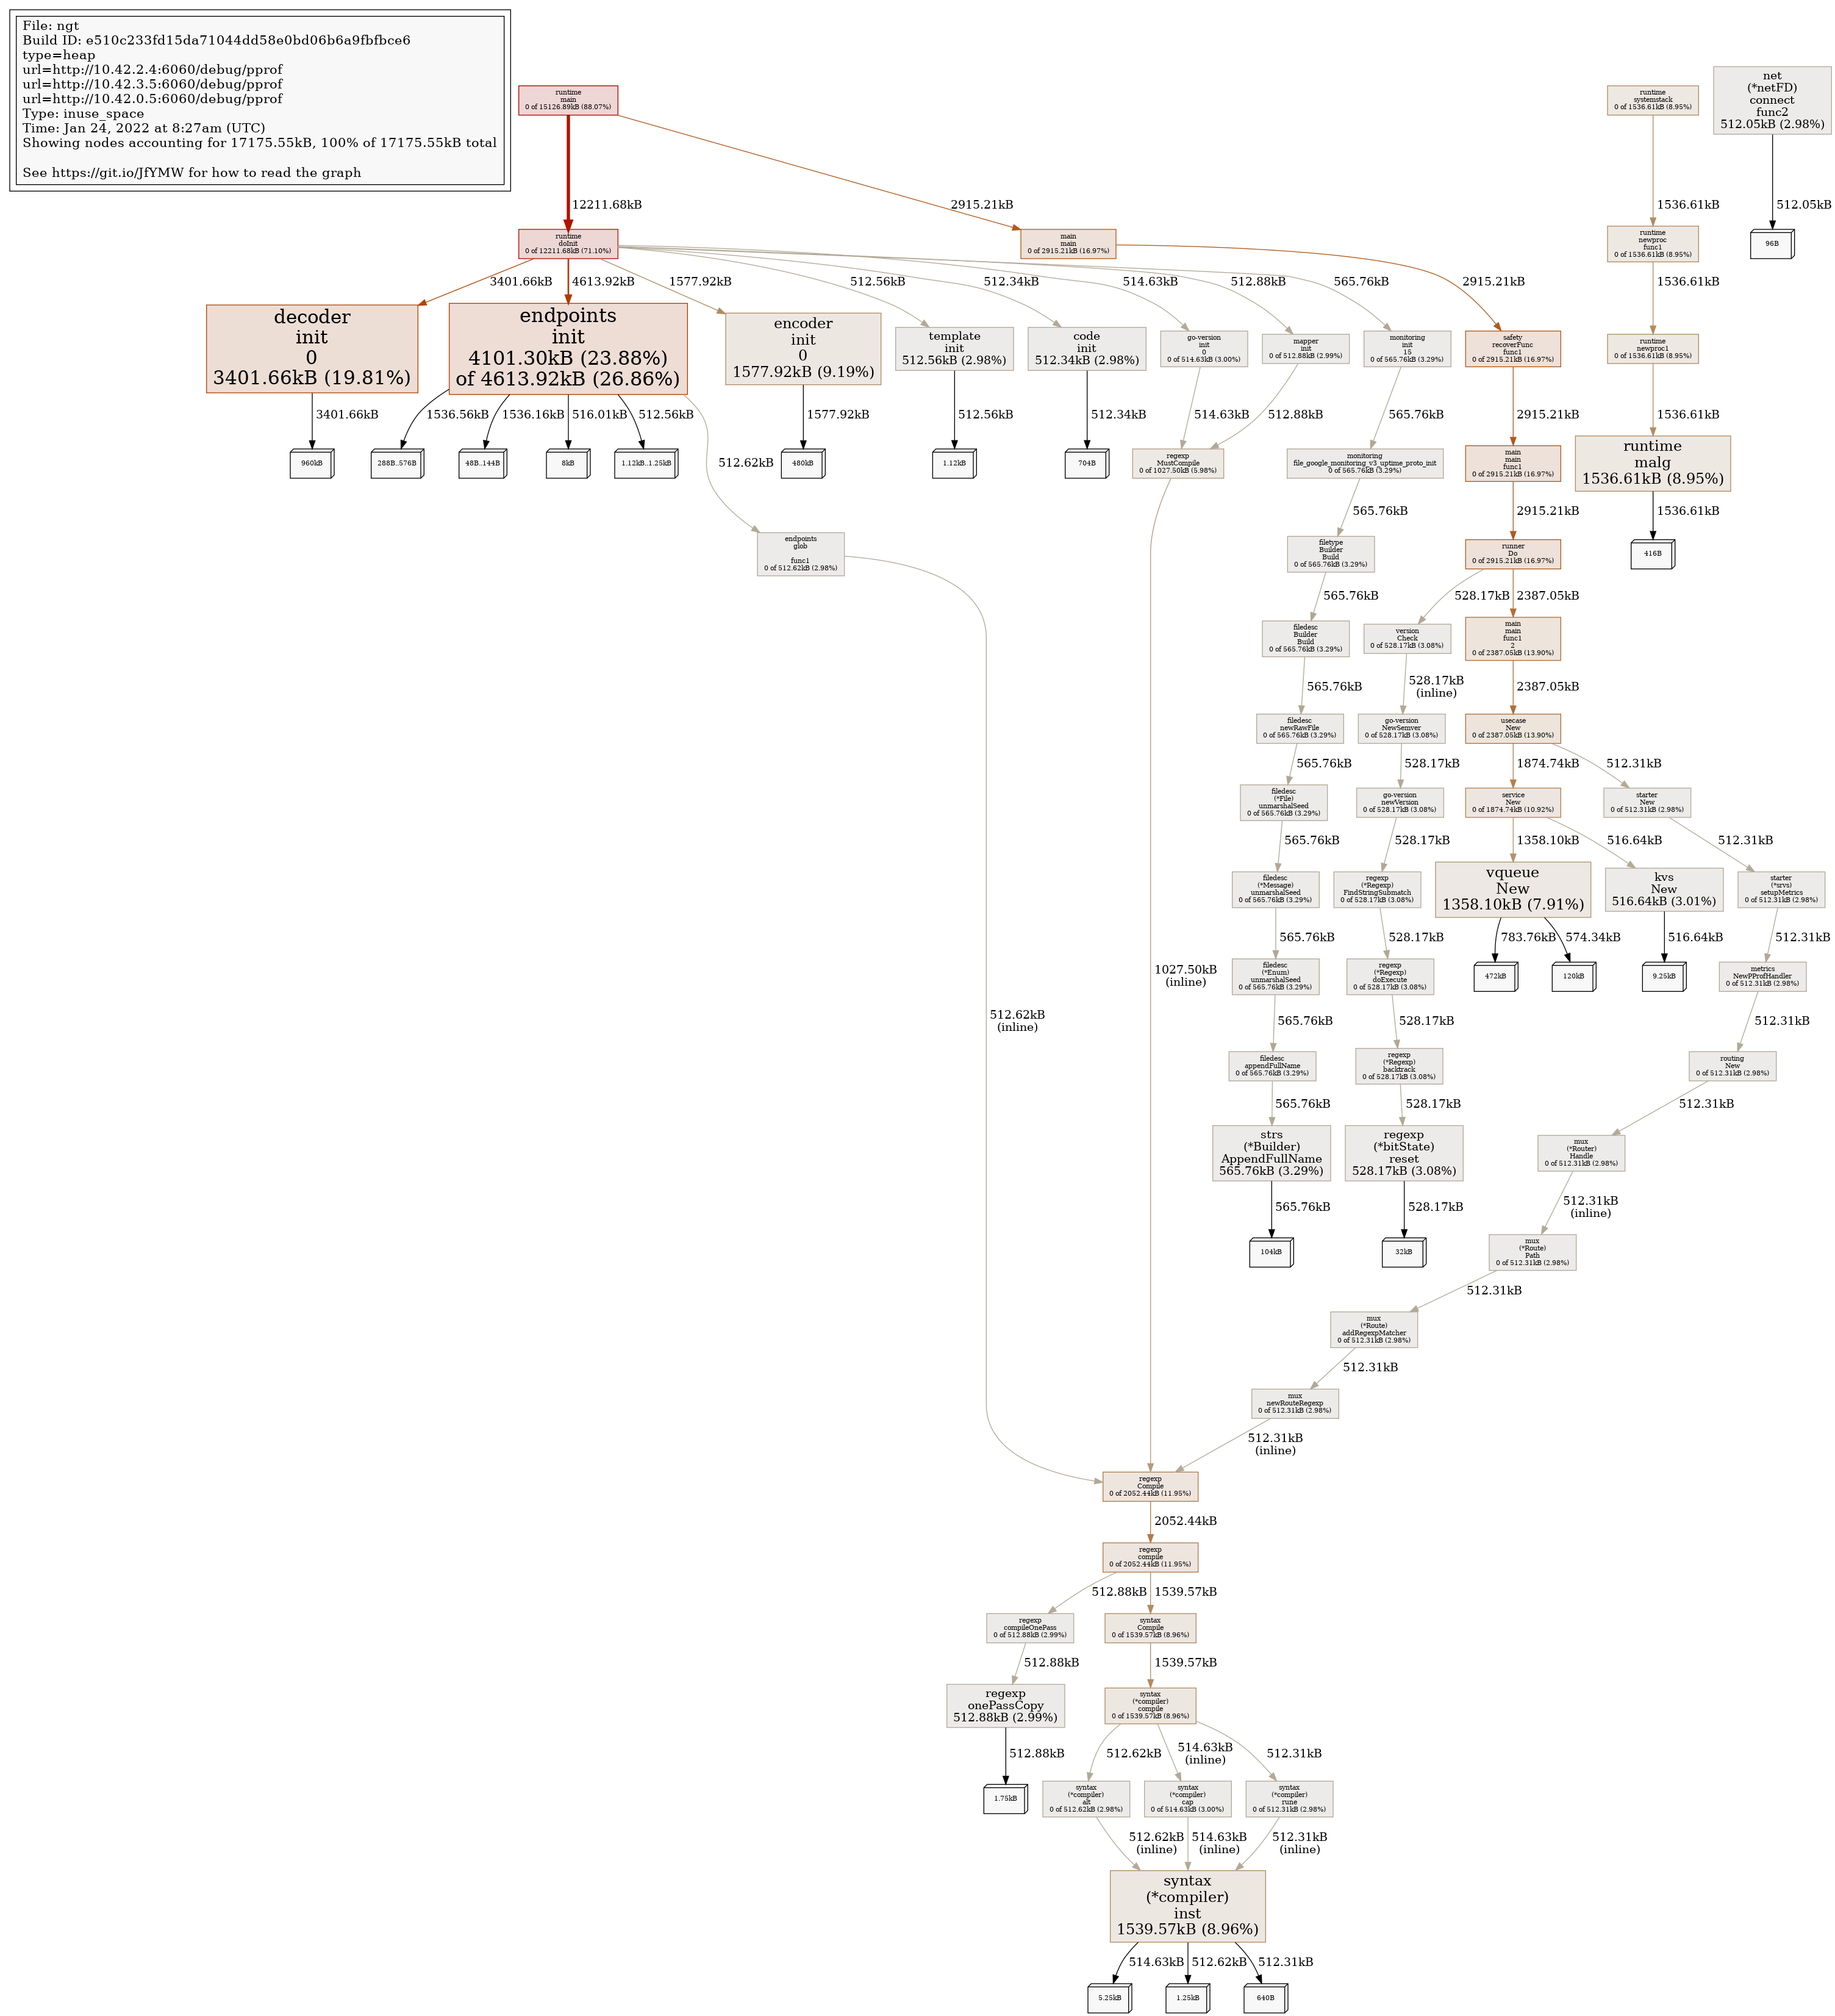 File: ngt
Build ID: e510c233fd15da71044dd58e0bd06b6a9fbfbce6
type=heap
url=http://10.42.2.4:6060/debug/pprof
url=http://10.42.3.5:6060/debug/pprof
url=http://10.42.0.5:6060/debug/pprof
Type: inuse_space
Time: Jan 24, 2022 at 8:27am (UTC)
Showing nodes accounting for 17175.55kB, 100% of 17175.55kB total
See https://git.io/JfYMW for how to read the graph
runtime
main
0 of 15126.89kB (88.07%)
runtime
systemstack
0 of 1536.61kB (8.95%)
net
(*netFD)
connect
func2
512.05kB (2.98%)
12211.68kB
2915.21kB
1536.61kB
512.05kB
runtime
doInit
0 of 12211.68kB (71.10%)
main
main
0 of 2915.21kB (16.97%)
runtime
newproc
func1
0 of 1536.61kB (8.95%)
96B
3401.66kB
4613.92kB
1577.92kB
512.56kB
512.34kB
514.63kB
512.88kB
565.76kB
2915.21kB
1536.61kB
decoder
init
0
3401.66kB (19.81%)
endpoints
init
4101.30kB (23.88%)
of 4613.92kB (26.86%)
encoder
init
0
1577.92kB (9.19%)
template
init
512.56kB (2.98%)
code
init
512.34kB (2.98%)
go-version
init
0
0 of 514.63kB (3.00%)
mapper
init
0 of 512.88kB (2.99%)
monitoring
init
15
0 of 565.76kB (3.29%)
safety
recoverFunc
func1
0 of 2915.21kB (16.97%)
runtime
newproc1
0 of 1536.61kB (8.95%)
3401.66kB
1536.56kB
1536.16kB
516.01kB
512.56kB
512.62kB
1577.92kB
512.56kB
512.34kB
514.63kB
512.88kB
565.76kB
2915.21kB
1536.61kB
960kB
288B..576B
48B..144B
8kB
1.12kB..1.25kB
480kB
1.12kB
704B
regexp
MustCompile
0 of 1027.50kB (5.98%)
monitoring
file_google_monitoring_v3_uptime_proto_init
0 of 565.76kB (3.29%)
main
main
func1
0 of 2915.21kB (16.97%)
runtime
malg
1536.61kB (8.95%)
565.76kB
2915.21kB
1536.61kB
endpoints
glob

func1
0 of 512.62kB (2.98%)
filetype
Builder
Build
0 of 565.76kB (3.29%)
runner
Do
0 of 2915.21kB (16.97%)
416B
565.76kB
528.17kB
2387.05kB
filedesc
Builder
Build
0 of 565.76kB (3.29%)
version
Check
0 of 528.17kB (3.08%)
main
main
func1
2
0 of 2387.05kB (13.90%)
565.76kB
528.17kB
(inline)
2387.05kB
filedesc
newRawFile
0 of 565.76kB (3.29%)
go-version
NewSemver
0 of 528.17kB (3.08%)
usecase
New
0 of 2387.05kB (13.90%)
565.76kB
528.17kB
1874.74kB
512.31kB
filedesc
(*File)
unmarshalSeed
0 of 565.76kB (3.29%)
go-version
newVersion
0 of 528.17kB (3.08%)
service
New
0 of 1874.74kB (10.92%)
starter
New
0 of 512.31kB (2.98%)
565.76kB
528.17kB
1358.10kB
516.64kB
512.31kB
filedesc
(*Message)
unmarshalSeed
0 of 565.76kB (3.29%)
regexp
(*Regexp)
FindStringSubmatch
0 of 528.17kB (3.08%)
vqueue
New
1358.10kB (7.91%)
kvs
New
516.64kB (3.01%)
starter
(*srvs)
setupMetrics
0 of 512.31kB (2.98%)
565.76kB
528.17kB
783.76kB
574.34kB
516.64kB
512.31kB
filedesc
(*Enum)
unmarshalSeed
0 of 565.76kB (3.29%)
regexp
(*Regexp)
doExecute
0 of 528.17kB (3.08%)
472kB
120kB
9.25kB
metrics
NewPProfHandler
0 of 512.31kB (2.98%)
1027.50kB
(inline)
512.62kB
(inline)
565.76kB
528.17kB
512.31kB
filedesc
appendFullName
0 of 565.76kB (3.29%)
regexp
(*Regexp)
backtrack
0 of 528.17kB (3.08%)
routing
New
0 of 512.31kB (2.98%)
565.76kB
528.17kB
512.31kB
strs
(*Builder)
AppendFullName
565.76kB (3.29%)
regexp
(*bitState)
reset
528.17kB (3.08%)
mux
(*Router)
Handle
0 of 512.31kB (2.98%)
565.76kB
528.17kB
512.31kB
(inline)
104kB
32kB
mux
(*Route)
Path
0 of 512.31kB (2.98%)
512.31kB
mux
(*Route)
addRegexpMatcher
0 of 512.31kB (2.98%)
512.31kB
mux
newRouteRegexp
0 of 512.31kB (2.98%)
512.31kB
(inline)
regexp
Compile
0 of 2052.44kB (11.95%)
2052.44kB
regexp
compile
0 of 2052.44kB (11.95%)
512.88kB
1539.57kB
regexp
compileOnePass
0 of 512.88kB (2.99%)
syntax
Compile
0 of 1539.57kB (8.96%)
512.88kB
1539.57kB
regexp
onePassCopy
512.88kB (2.99%)
syntax
(*compiler)
compile
0 of 1539.57kB (8.96%)
512.88kB
512.62kB
514.63kB
(inline)
512.31kB
1.75kB
syntax
(*compiler)
alt
0 of 512.62kB (2.98%)
syntax
(*compiler)
cap
0 of 514.63kB (3.00%)
syntax
(*compiler)
rune
0 of 512.31kB (2.98%)
512.62kB
(inline)
514.63kB
(inline)
512.31kB
(inline)
syntax
(*compiler)
inst
1539.57kB (8.96%)
514.63kB
512.62kB
512.31kB
5.25kB
1.25kB
640B